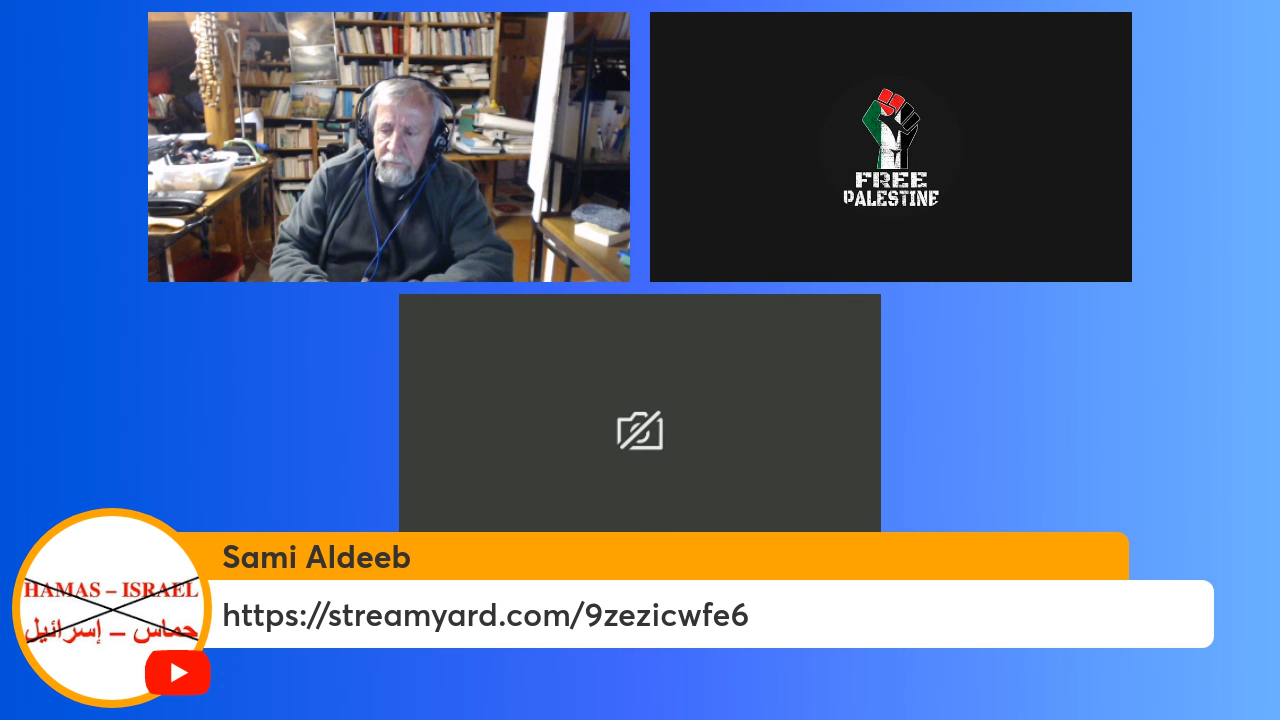 FREE
PALESTINE
Sami Aldeeb
HAMAS – ISRAEL
حماس – إسرائيل
https://streamyard.com/9zezicwfe6